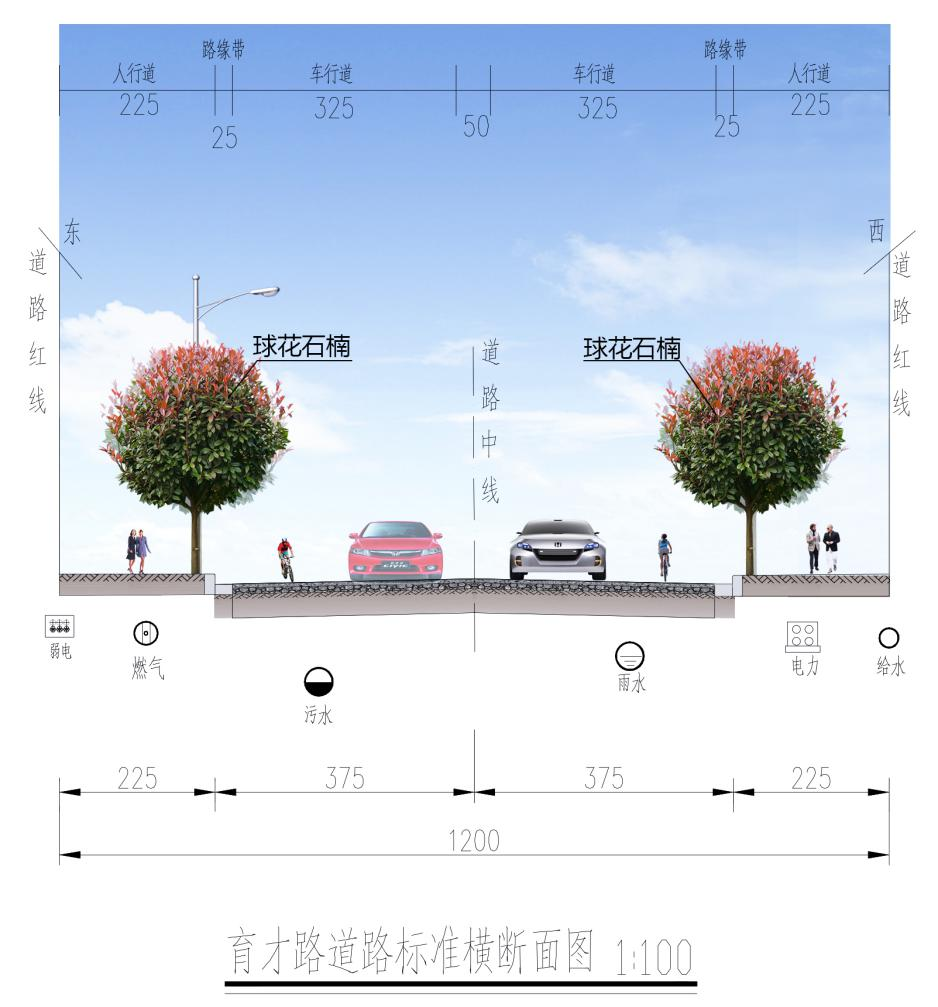 路缘带 路缘带
人行道 车行道 车行道 人行道
225 25 325 50 325 25 225
东 西
道路红线 道路红线
球花石楠 球花石楠
道路中线
CIVIC
弱电 燃气 污水 雨水 电力 给水
225 375 375 225
1200
育才路道路标准横断面图 1:100